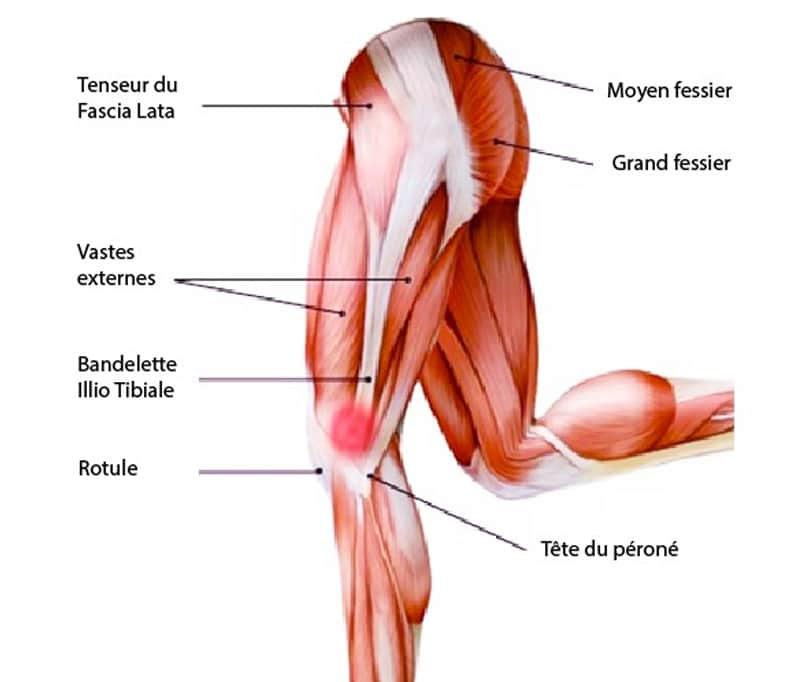 Tenseur du
Fascia Lata
Moyen fessier
Grand fessier
Vastes
externes
Bandelette
Illio Tibiale
Rotule
Tête du péroné